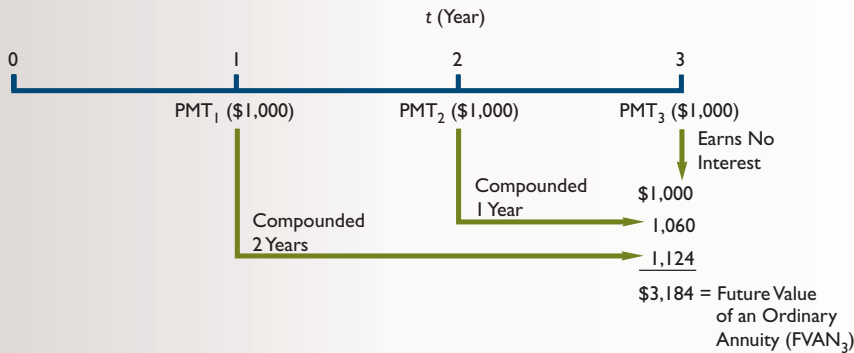 t (Year)
0 1 2 3
PMT₁ ($1,000) PMT₂ ($1,000) PMT₃ ($1,000)
Earns No
Interest
$1,000
Compounded
1 Year
1,060
Compounded
2 Years
1,124
$3,184 = Future Value
of an Ordinary
Annuity (FVAN₃)